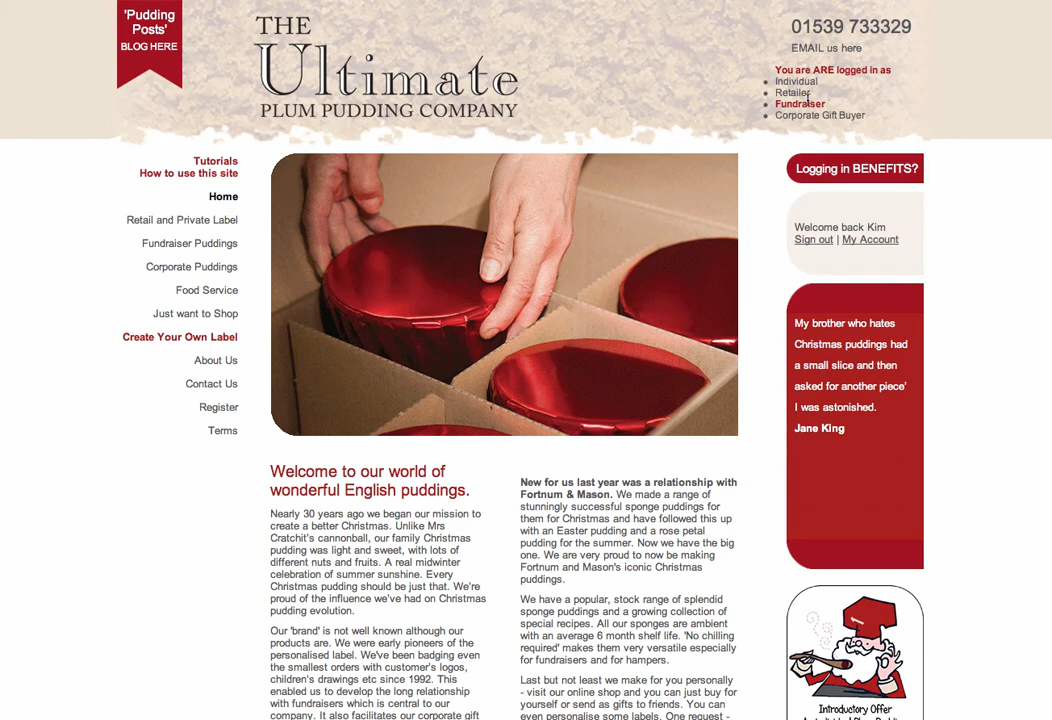 'Pudding
Posts'
BLOG HERE
THE
Ultimate
PLUM PUDDING COMPANY
01539 733329
EMAIL us here
You are ARE logged in as
Individual
Retailer
Fundraiser
Corporate Gift Buyer
Tutorials
How to use this site
Home
Retail and Private Label
Fundraiser Puddings
Corporate Puddings
Food Service
Just want to Shop
Create Your Own Label
About Us
Contact Us
Register
Terms
Logging in BENEFITS?
Welcome back Kim
Sign out | My Account
My brother who hates
Christmas puddings had
a small slice and then
asked for another piece'
I was astonished.
Jane King
Welcome to our world of
wonderful English puddings.
Nearly 30 years ago we began our mission to
create a better Christmas. Unlike Mrs
Cratchit's cannonball, our family Christmas
pudding was light and sweet, with lots of
different nuts and fruits. A real midwinter
celebration of summer sunshine. Every
Christmas pudding should be just that. We're
proud of the influence we've had on Christmas
pudding evolution.
Our 'brand' is not well known although our
products are. We were early pioneers of the
personalised label. We've been badging even
the smallest orders with customer's logos,
children's drawings etc since 1992. This
enabled us to develop the long relationship
with fundraisers which is central to our
company. It also facilitates our corporate gift
New for us last year was a relationship with
Fortnum & Mason. We made a range of
stunningly successful sponge puddings for
them for Christmas and have followed this up
with an Easter pudding and a rose petal
pudding for the summer. Now we have the big
one. We are very proud to now be making
Fortnum and Mason's iconic Christmas
puddings.
We have a popular, stock range of splendid
sponge puddings and a growing collection of
special recipes. All our sponges are ambient
with an average 6 month shelf life. 'No chilling
required' makes them very versatile especially
for fundraisers and for hampers.
Last but not least we make for you personally
- visit our online shop and you can just buy for
yourself or send as gifts to friends. You can
even personalise some labels. One request -
Introductory Offer